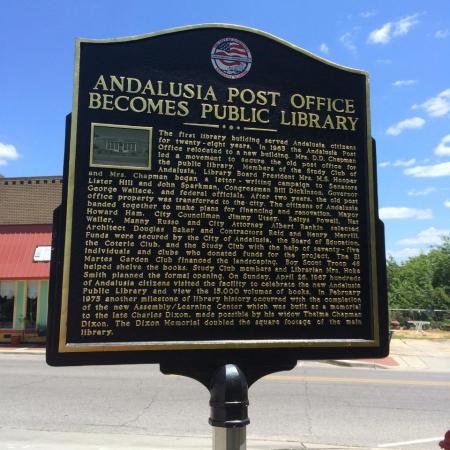 ANDALUSIA POST OFFICE
BECOMES PUBLIC LIBRARY
The first library building served Andalusia citizens
for twenty-eight years. In 1963 the Andalusia Post
Office relocated to a new building. Mrs. D.D. Chapman
led a movement to secure the old post office for
the public library. Members of the Study Club of
Andalusia, Library Board President Mrs. M.S. Hooper
and Mrs. Chapman began a letter-writing campaign to Senators
Lister Hill and John Sparkman, Congressman Bill Dickinson, Governor
George Wallace, and federal officials. After two years, the old post
office property was transferred to the city. The citizens of Andalusia
banded together to make plans for financing and renovation. Mayor
Howard Ham, City Councilmen Jimmy Ussery, Keltys Powell, Nat
Waller, Manny Russo and City Attorney Albert Rankin selected
Architect Douglas Baker and Contractors Reid and Henry Merrill.
Funds were secured by the City of Andalusia, the Board of Education,
the Coterie Club, and the Study Club with the help of seventy-five
individuals and clubs who donated funds for the project. The El
Martes Garden Club financed the landscaping. Boy Scout Troop 46
helped shelve the books. Study Club members and Librarian Mrs. Hoke
Smith planned the formal opening. On Sunday, April 26, 1967 hundreds
of Andalusia citizens visited the facility to celebrate the new Andalusia
Public Library and view the 15,000 volumes of books. In February
1975 another milestone of library history occurred with the completion
of the new Assembly/Learning Center which was built as a memorial
to the late Charles Dixon, made possible by his widow Thelma Chapman
Dixon. The Dixon Memorial doubled the square footage of the main
library.